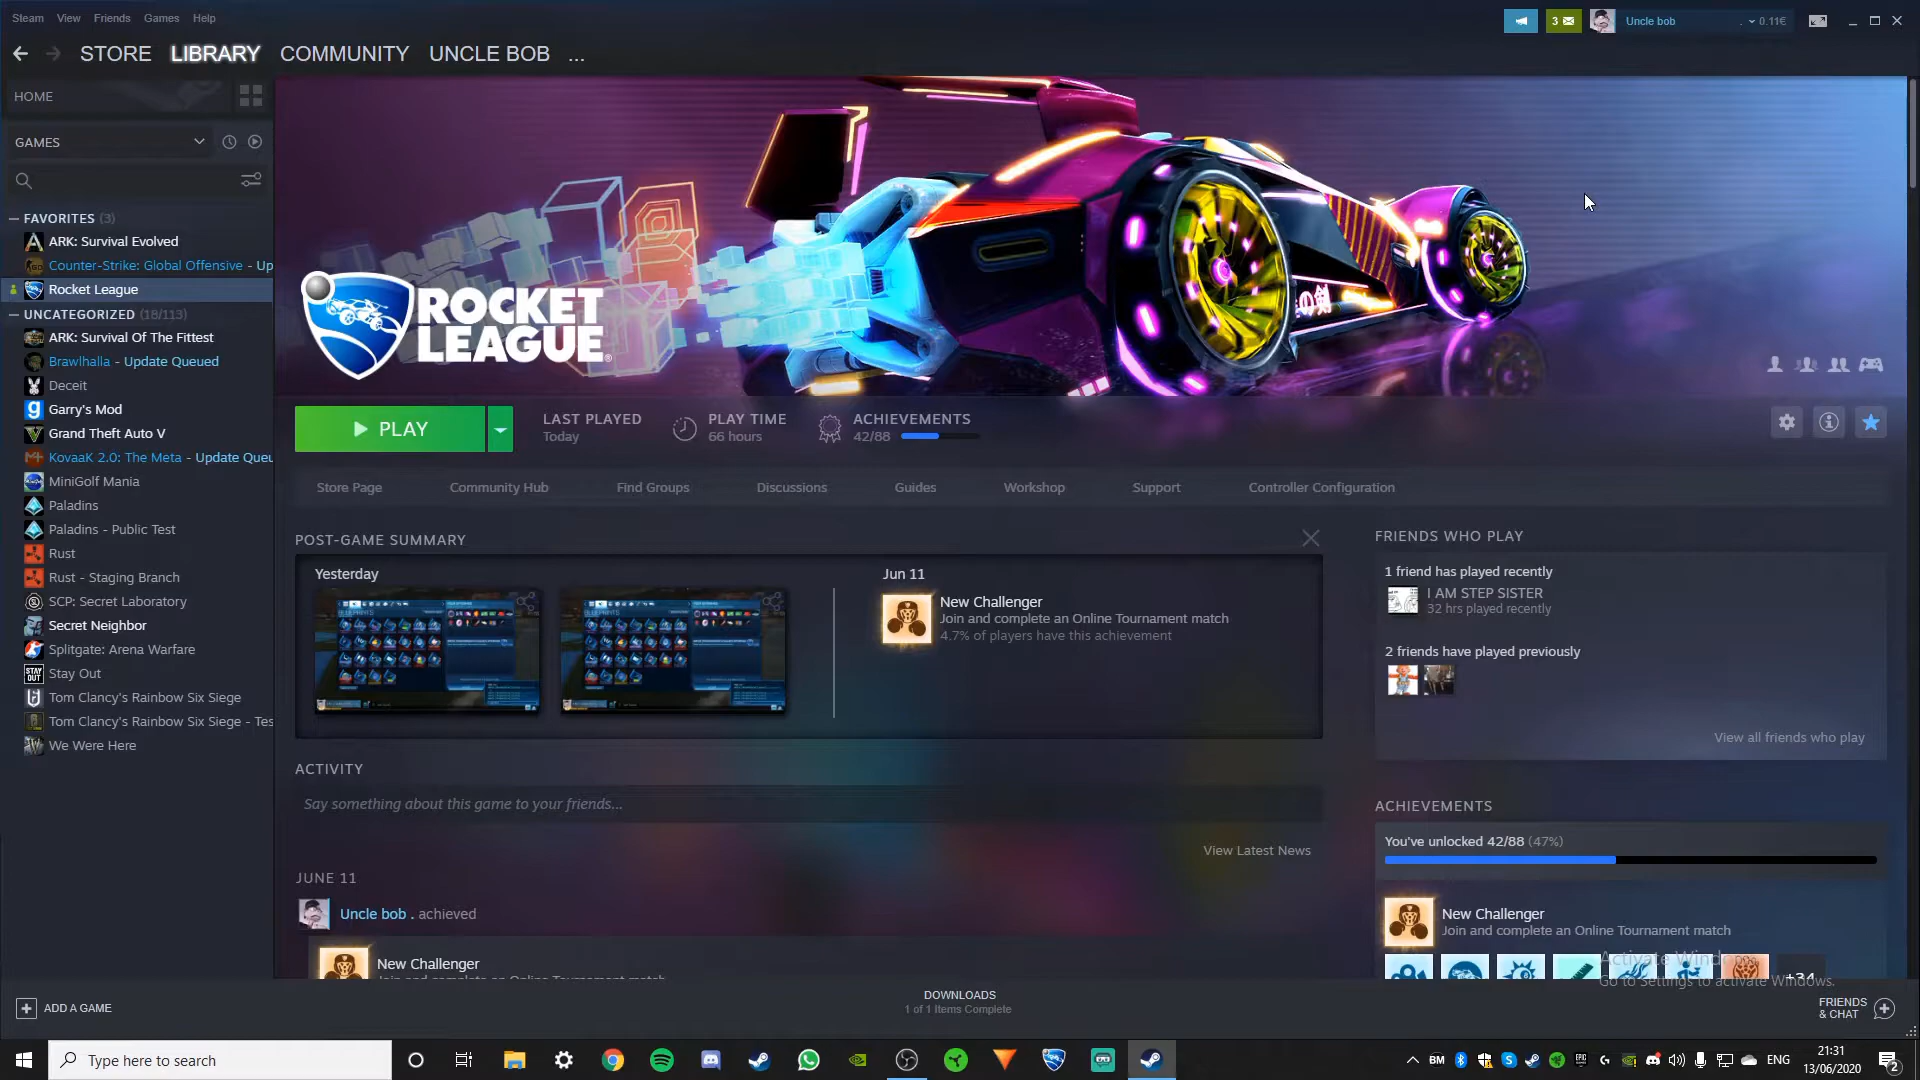 Steam View Friends Games Help
3
Uncle bob . 0.11€
STORE LIBRARY COMMUNITY UNCLE BOB ...
HOME
GAMES
FAVORITES (3)
ARK: Survival Evolved
Counter-Strike: Global Offensive - Up
Rocket League
UNCATEGORIZED (18/113)
ARK: Survival Of The Fittest
Brawlhalla - Update Queued
Deceit
Garry's Mod
Grand Theft Auto V
KovaaK 2.0: The Meta - Update Queu
MiniGolf Mania
Paladins
Paladins - Public Test
Rust
Rust - Staging Branch
SCP: Secret Laboratory
Secret Neighbor
Splitgate: Arena Warfare
Stay Out
Tom Clancy's Rainbow Six Siege
Tom Clancy's Rainbow Six Siege - Tes
We Were Here
ROCKET
LEAGUE
PLAY
LAST PLAYED
Today
PLAY TIME
66 hours
ACHIEVEMENTS
42/88
Store Page Community Hub Find Groups Discussions Guides Workshop Support Controller Configuration
POST-GAME SUMMARY
Yesterday
Jun 11
New Challenger
Join and complete an Online Tournament match
4.7% of players have this achievement
FRIENDS WHO PLAY
1 friend has played recently
I AM STEP SISTER
32 hrs played recently
2 friends have played previously
View all friends who play
ACTIVITY
Say something about this game to your friends...
View Latest News
JUNE 11
Uncle bob . achieved
New Challenger
Join and complete an Online Tournament match
ACHIEVEMENTS
You've unlocked 42/88 (47%)
New Challenger
Join and complete an Online Tournament match
+34
Activate Windows
Go to Settings to activate Windows.
ADD A GAME
DOWNLOADS
1 of 1 Items Complete
FRIENDS
& CHAT
Type here to search
ENG
21:31
13/06/2020
2